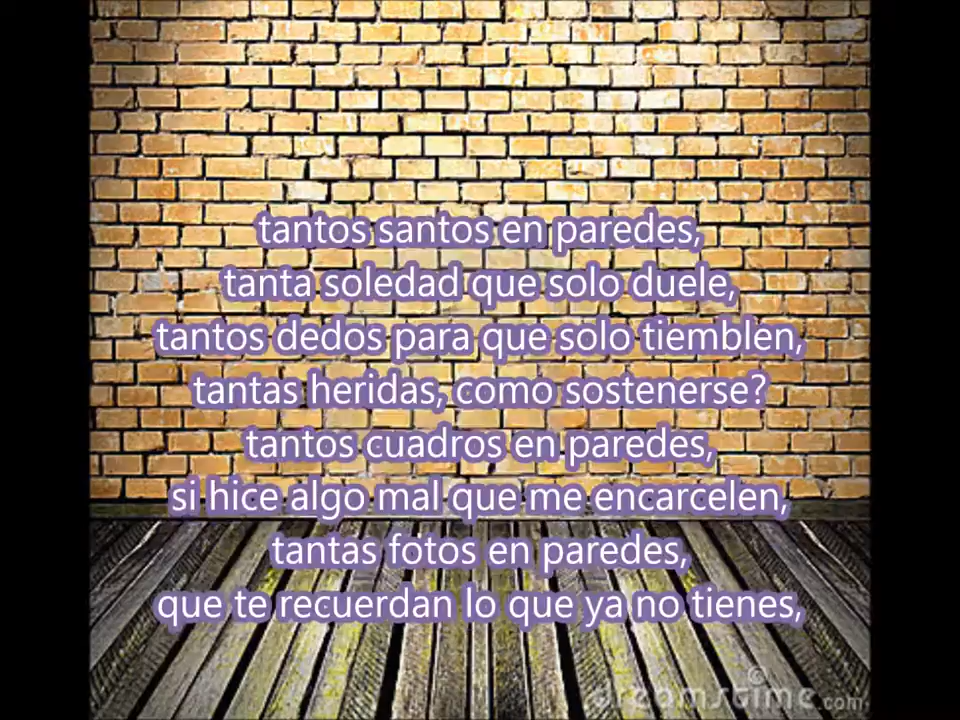 tantos santos en paredes,
tanta soledad que solo duele,
tantos dedos para que solo tiemblen,
tantas heridas, como sostenerse?
tantos cuadros en paredes,
si hice algo mal que me encarcelen,
tantas fotos en paredes,
que te recuerdan lo que ya no tienes,
dreamstime.com